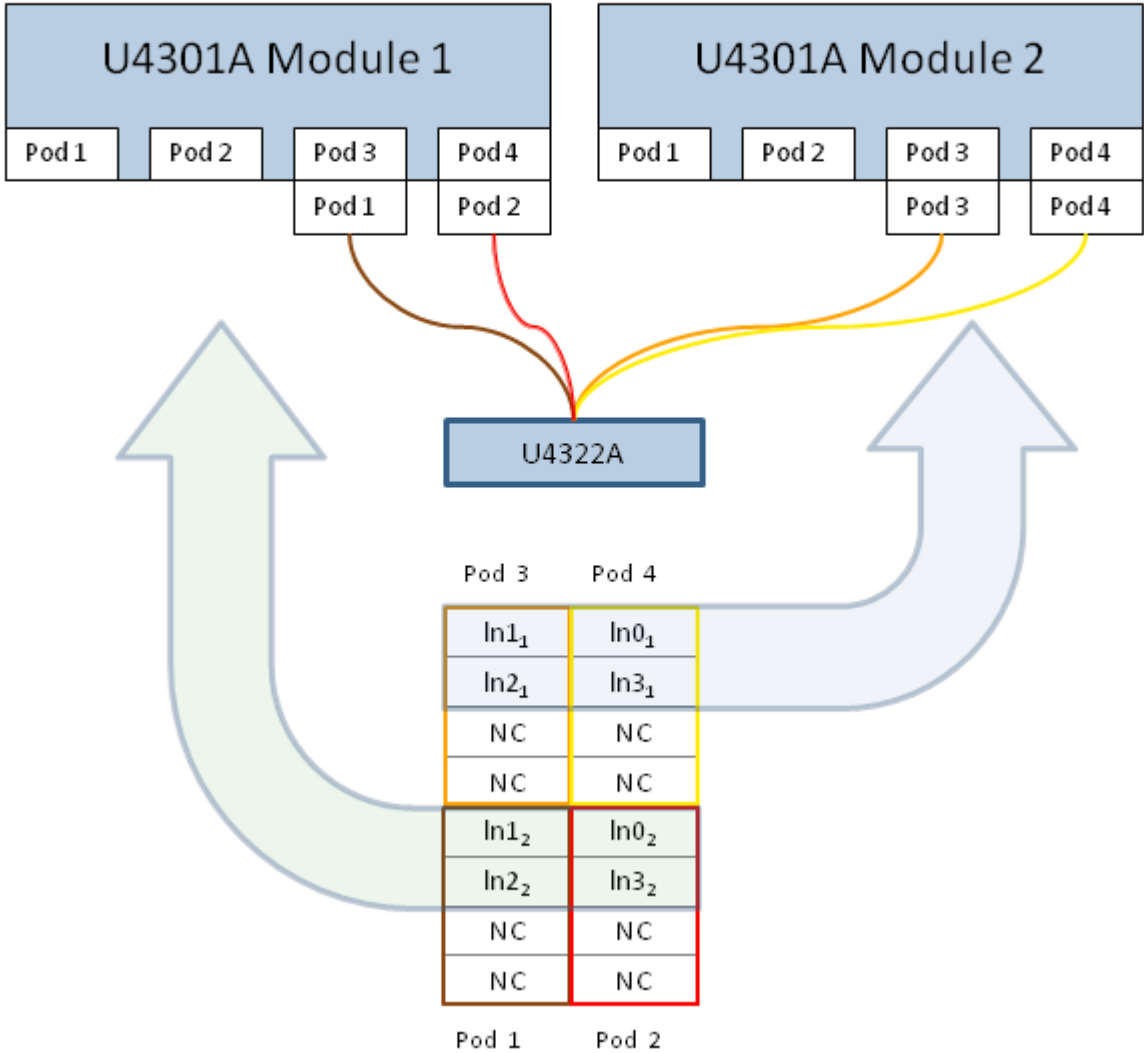 U4301A Module 1 U4301A Module 2
Pod 1 Pod 2 Pod 3 Pod 4 Pod 1 Pod 2 Pod 3 Pod 4
Pod 1 Pod 2 Pod 3 Pod 4
U4322A
Pod 3 Pod 4
ln1₁ ln0₁
ln2₁ ln3₁
NC NC
NC NC
ln1₂ ln0₂
ln2₂ ln3₂
NC NC
NC NC
Pod 1 Pod 2